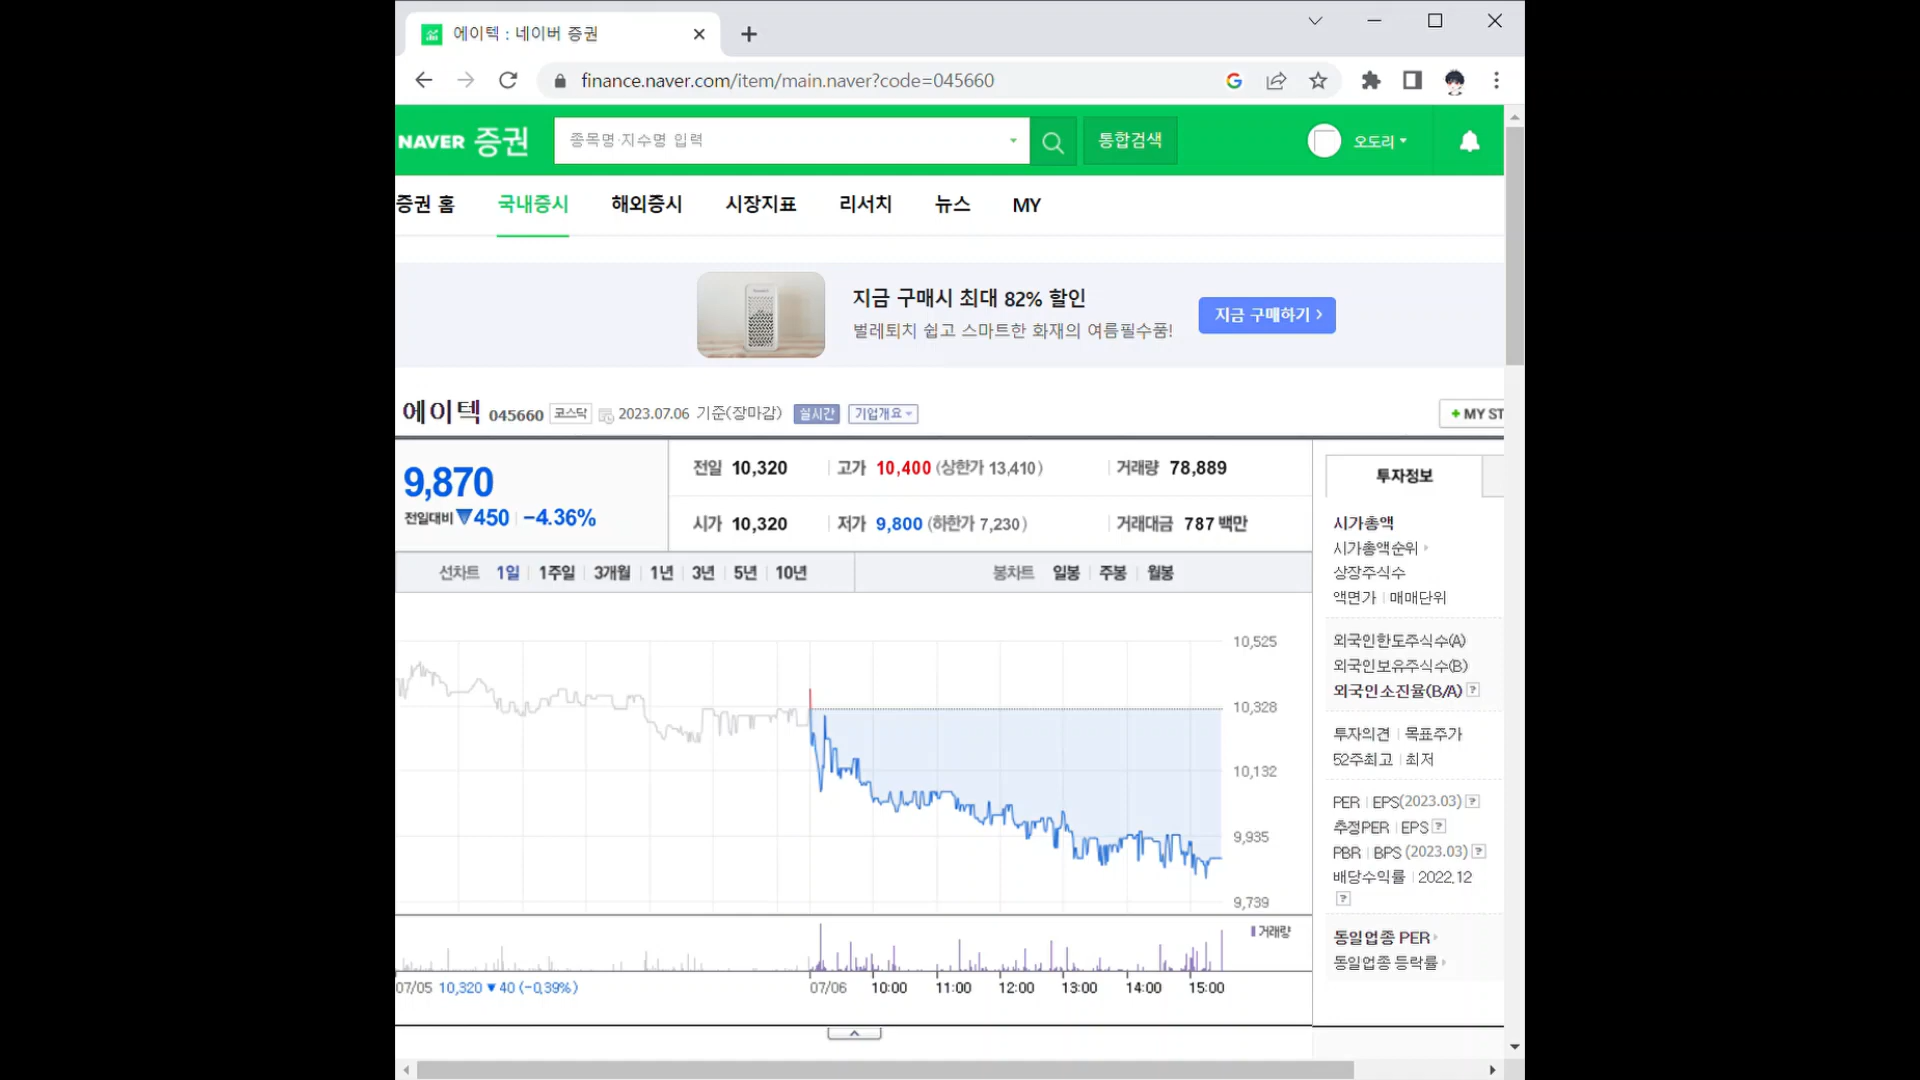 에이텍 : 네이버 증권
finance.naver.com/item/main.naver?code=045660
NAVER 증권
종목명·지수명 입력
통합검색
오토리
증권 홈
국내증시
해외증시
시장지표
리서치
뉴스
MY
지금 구매시 최대 82% 할인
벌레퇴치 쉽고 스마트한 화재의 여름필수품!
지금 구매하기 >
에이텍 045660 코스닥 2023.07.06 기준(장마감) 실시간 기업개요
+ MY ST
9,870
전일대비 ▼450 | -4.36%
전일 10,320 | 고가 10,400 (상한가 13,410) | 거래량 78,889
시가 10,320 | 저가 9,800 (하한가 7,230) | 거래대금 787 백만
선차트 1일 | 1주일 | 3개월 | 1년 | 3년 | 5년 | 10년
봉차트 일봉 | 주봉 | 월봉
10,525
10,328
10,132
9,935
9,739
거래량
07/05 10,320 ▼ 40 (-0.39%)
07/06 10:00 11:00 12:00 13:00 14:00 15:00
투자정보
시가총액
시가총액순위
상장주식수
액면가 | 매매단위
외국인한도주식수(A)
외국인보유주식수(B)
외국인소진율(B/A) ?
투자의견 | 목표주가
52주최고 | 최저
PER | EPS(2023.03) ?
추정PER | EPS ?
PBR | BPS (2023.03) ?
배당수익률 | 2022.12
?
동일업종 PER
동일업종 등락률